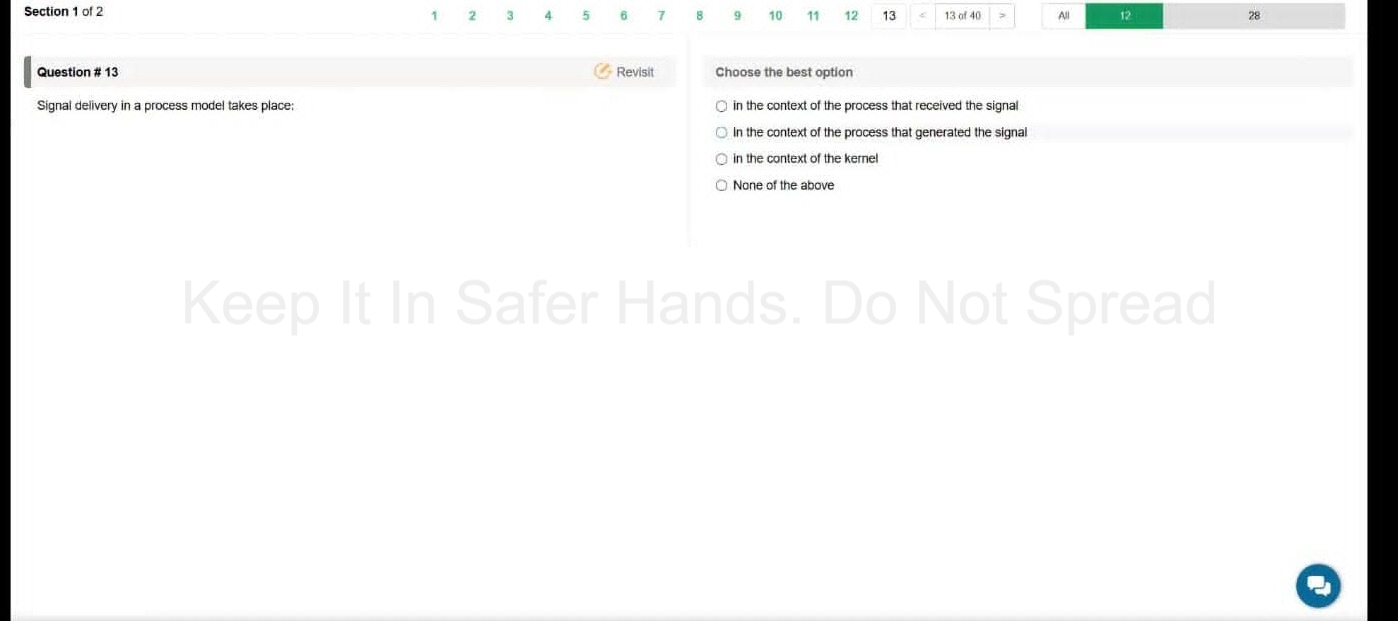 Section 1 of 2
1 2 3 4 5 6 7 8 9 10 11 12 13 < 13 of 40 > All 12 28
Question # 13
Revisit
Signal delivery in a process model takes place:
Choose the best option
in the context of the process that received the signal
In the context of the process that generated the signal
in the context of the kernel
None of the above
Keep It In Safer Hands. Do Not Spread